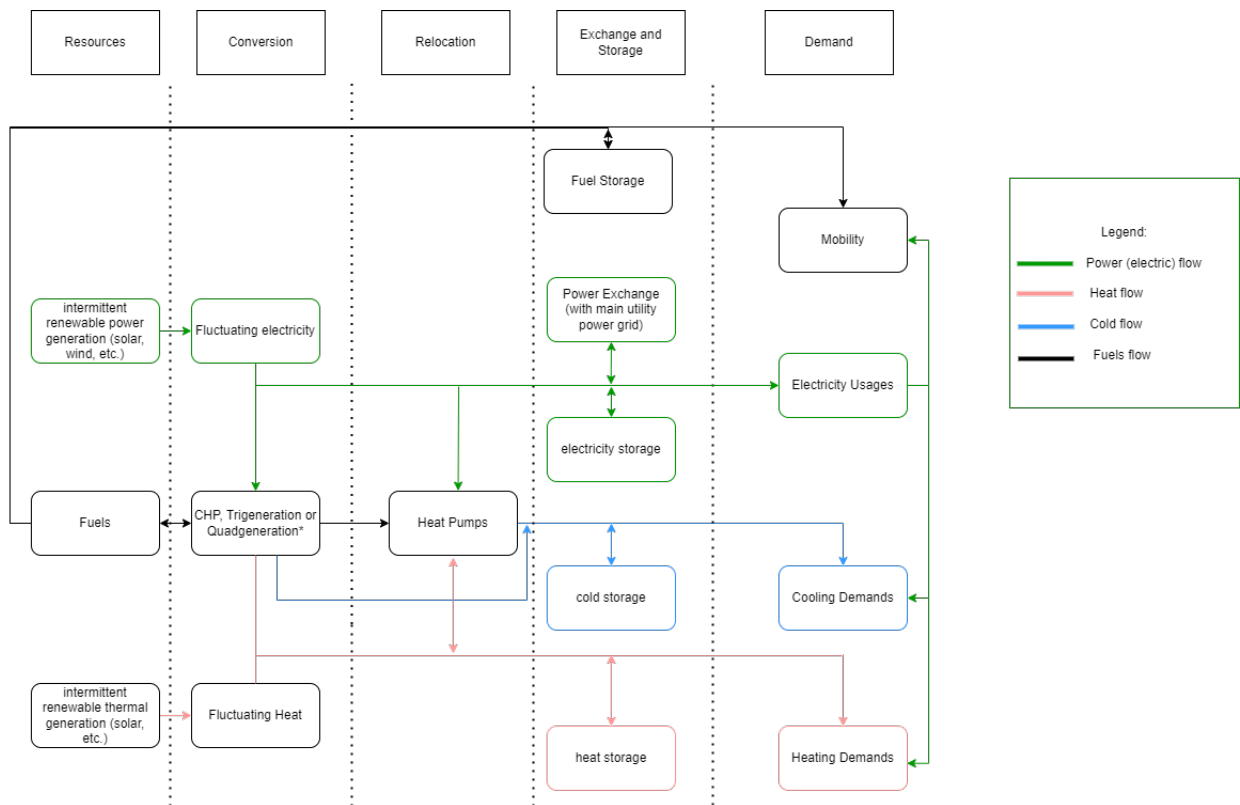 Resources
Conversion
Relocation
Exchange and
Storage
Demand
Fuel Storage
Mobility
Legend:
Power (electric) flow
Heat flow
Cold flow
Fuels flow
intermittent
renewable power
generation (solar,
wind, etc.)
Fluctuating electricity
Power Exchange
(with main utility
power grid)
Electricity Usages
electricity storage
Fuels
CHP, Trigeneration or
Quadgeneration*
Heat Pumps
cold storage
Cooling Demands
intermittent
renewable thermal
generation (solar,
etc.)
Fluctuating Heat
heat storage
Heating Demands